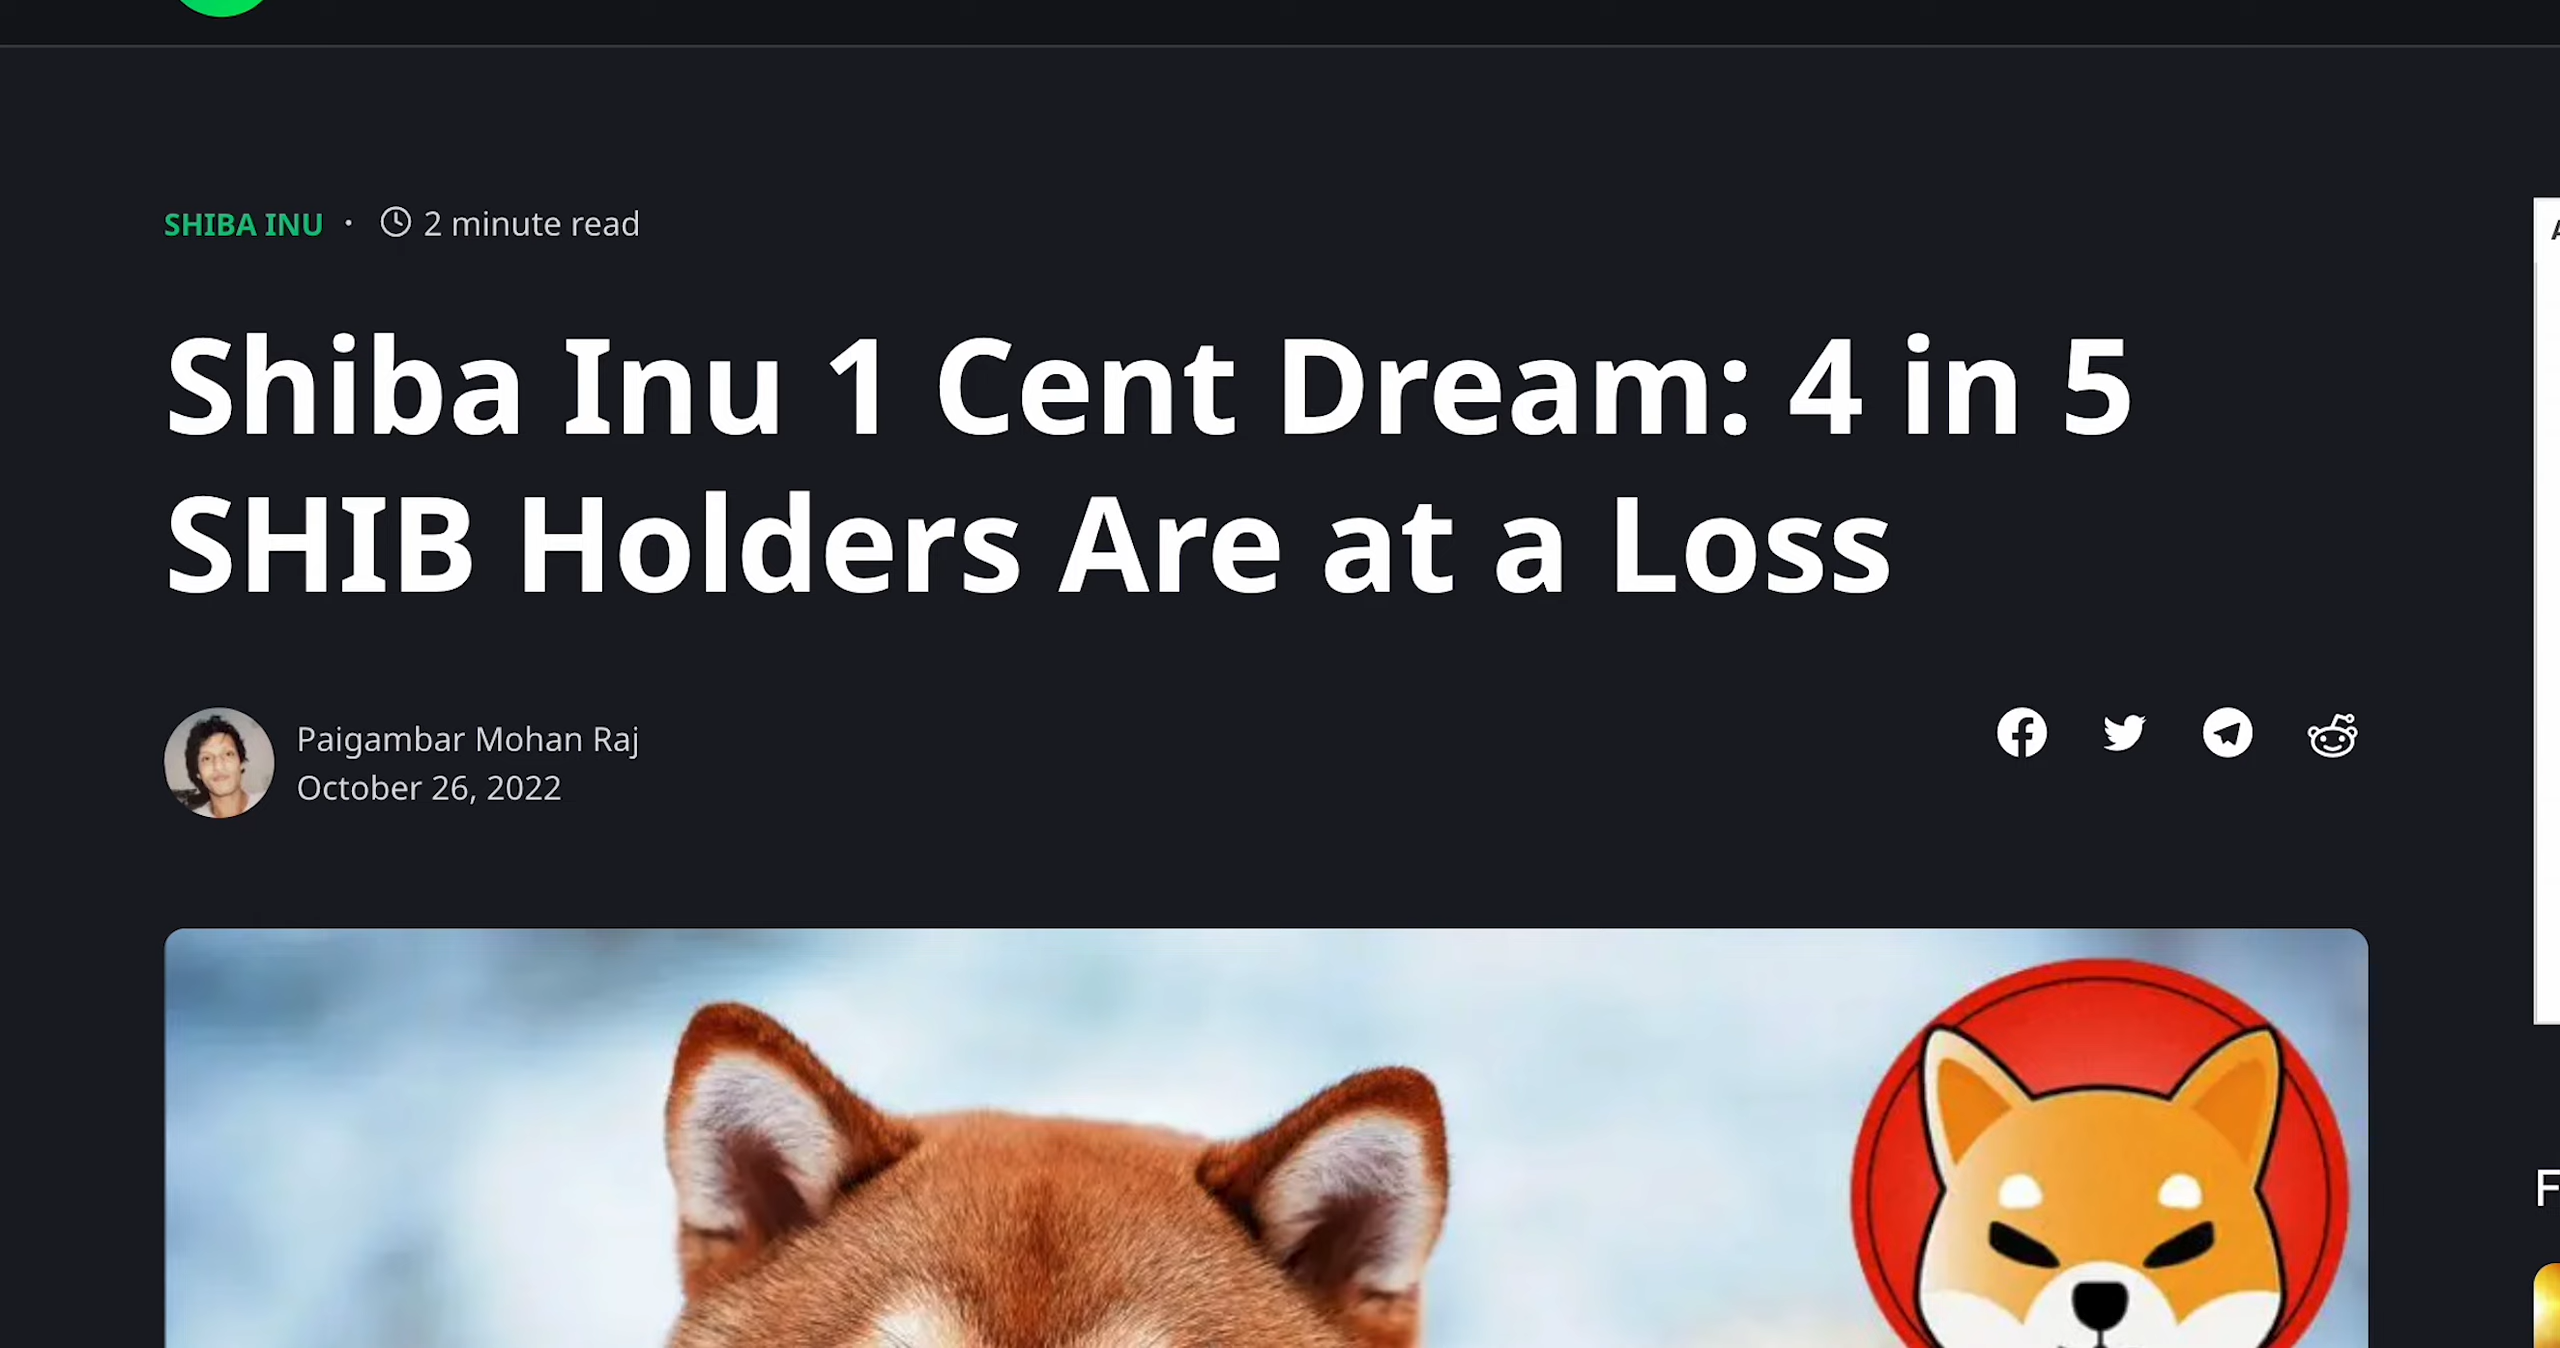 SHIBA INU · 2 minute read
Shiba Inu 1 Cent Dream: 4 in 5
SHIB Holders Are at a Loss
Paigambar Mohan Raj
October 26, 2022